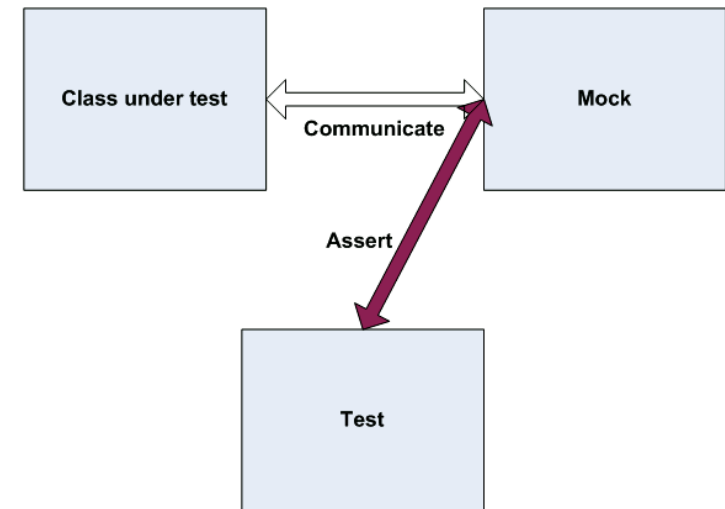 Class under test
Mock
Communicate
Assert
Test